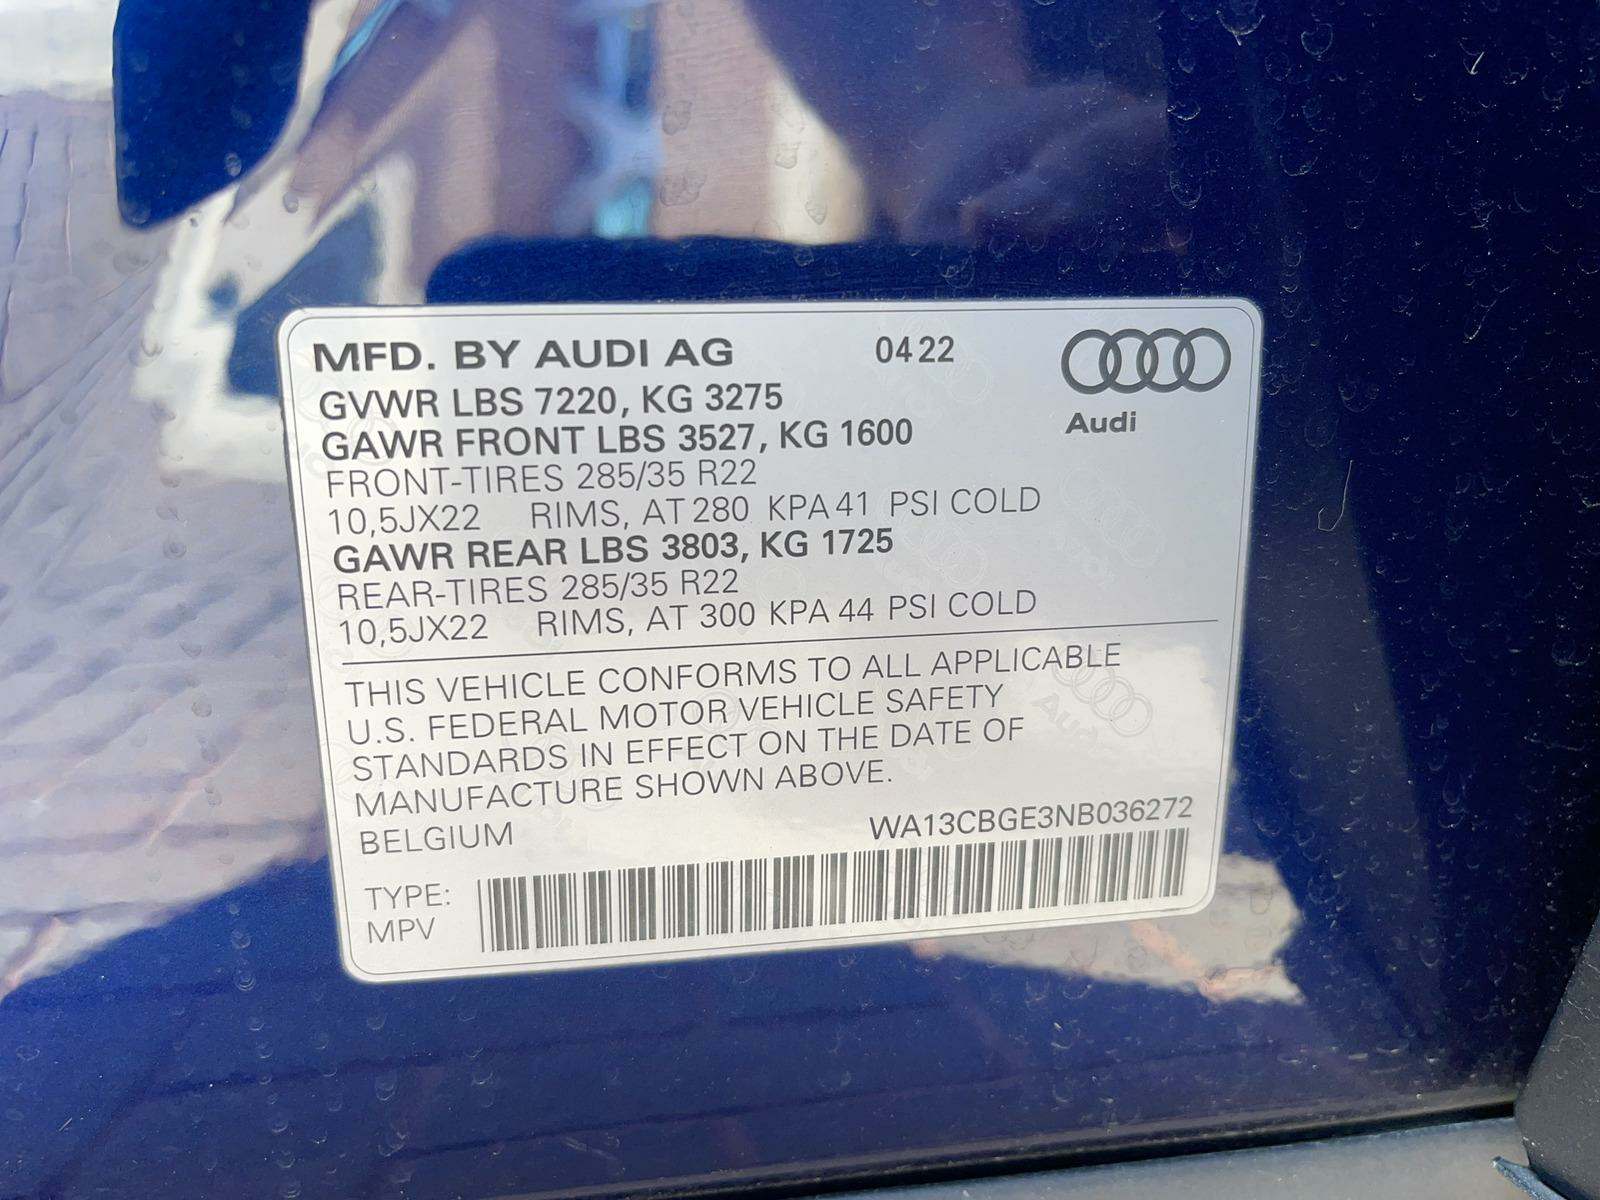 MFD. BY AUDI AG 0422
Audi
GVWR LBS 7220, KG 3275
GAWR FRONT LBS 3527, KG 1600
FRONT-TIRES 285/35 R22
10,5JX22 RIMS, AT 280 KPA 41 PSI COLD
GAWR REAR LBS 3803, KG 1725
REAR-TIRES 285/35 R22
10,5JX22 RIMS, AT 300 KPA 44 PSI COLD
THIS VEHICLE CONFORMS TO ALL APPLICABLE
U.S. FEDERAL MOTOR VEHICLE SAFETY
STANDARDS IN EFFECT ON THE DATE OF
MANUFACTURE SHOWN ABOVE.
BELGIUM WA13CBGE3NB036272
TYPE:
MPV